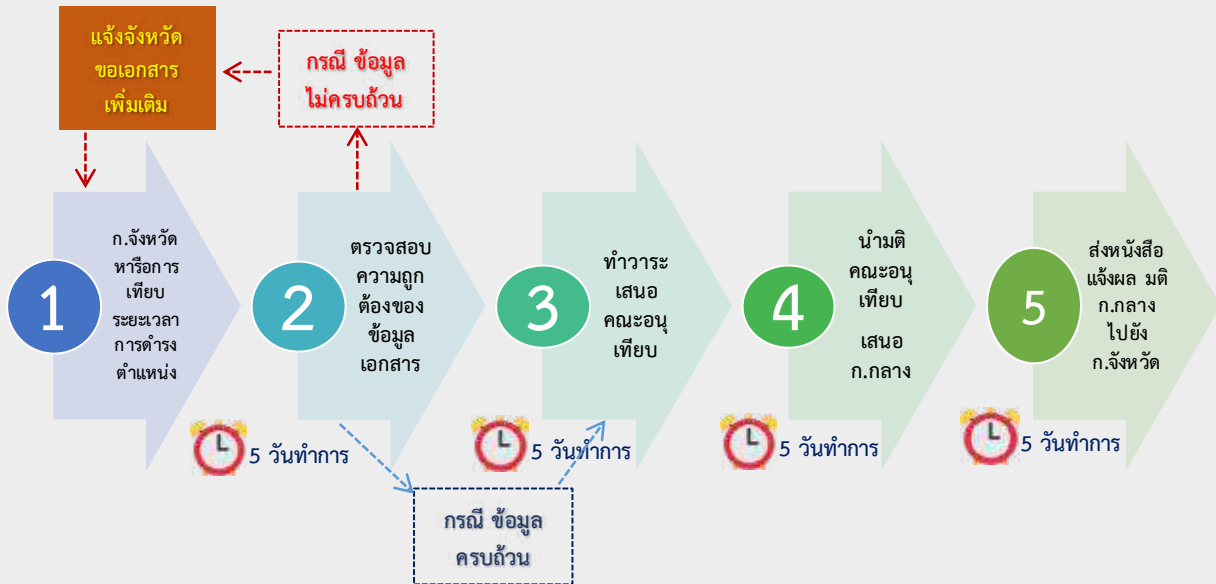 แจ้งจังหวัด
ขอเอกสาร
เพิ่มเติม
กรณี ข้อมูล
ไม่ครบถ้วน
1
ก.จังหวัด
หารือการ
เทียบ
ระยะเวลา
การดำรง
ตำแหน่ง
2
ตรวจสอบ
ความถูก
ต้องของ
ข้อมูล
เอกสาร
3
ทำวาระ
เสนอ
คณะอนุ
เทียบ
4
นำมติ
คณะอนุ
เทียบ
เสนอ
ก.กลาง
5
ส่งหนังสือ
แจ้งผล มติ
ก.กลาง
ไปยัง
ก.จังหวัด
5 วันทำการ
5 วันทำการ
5 วันทำการ
5 วันทำการ
กรณี ข้อมูล
ครบถ้วน